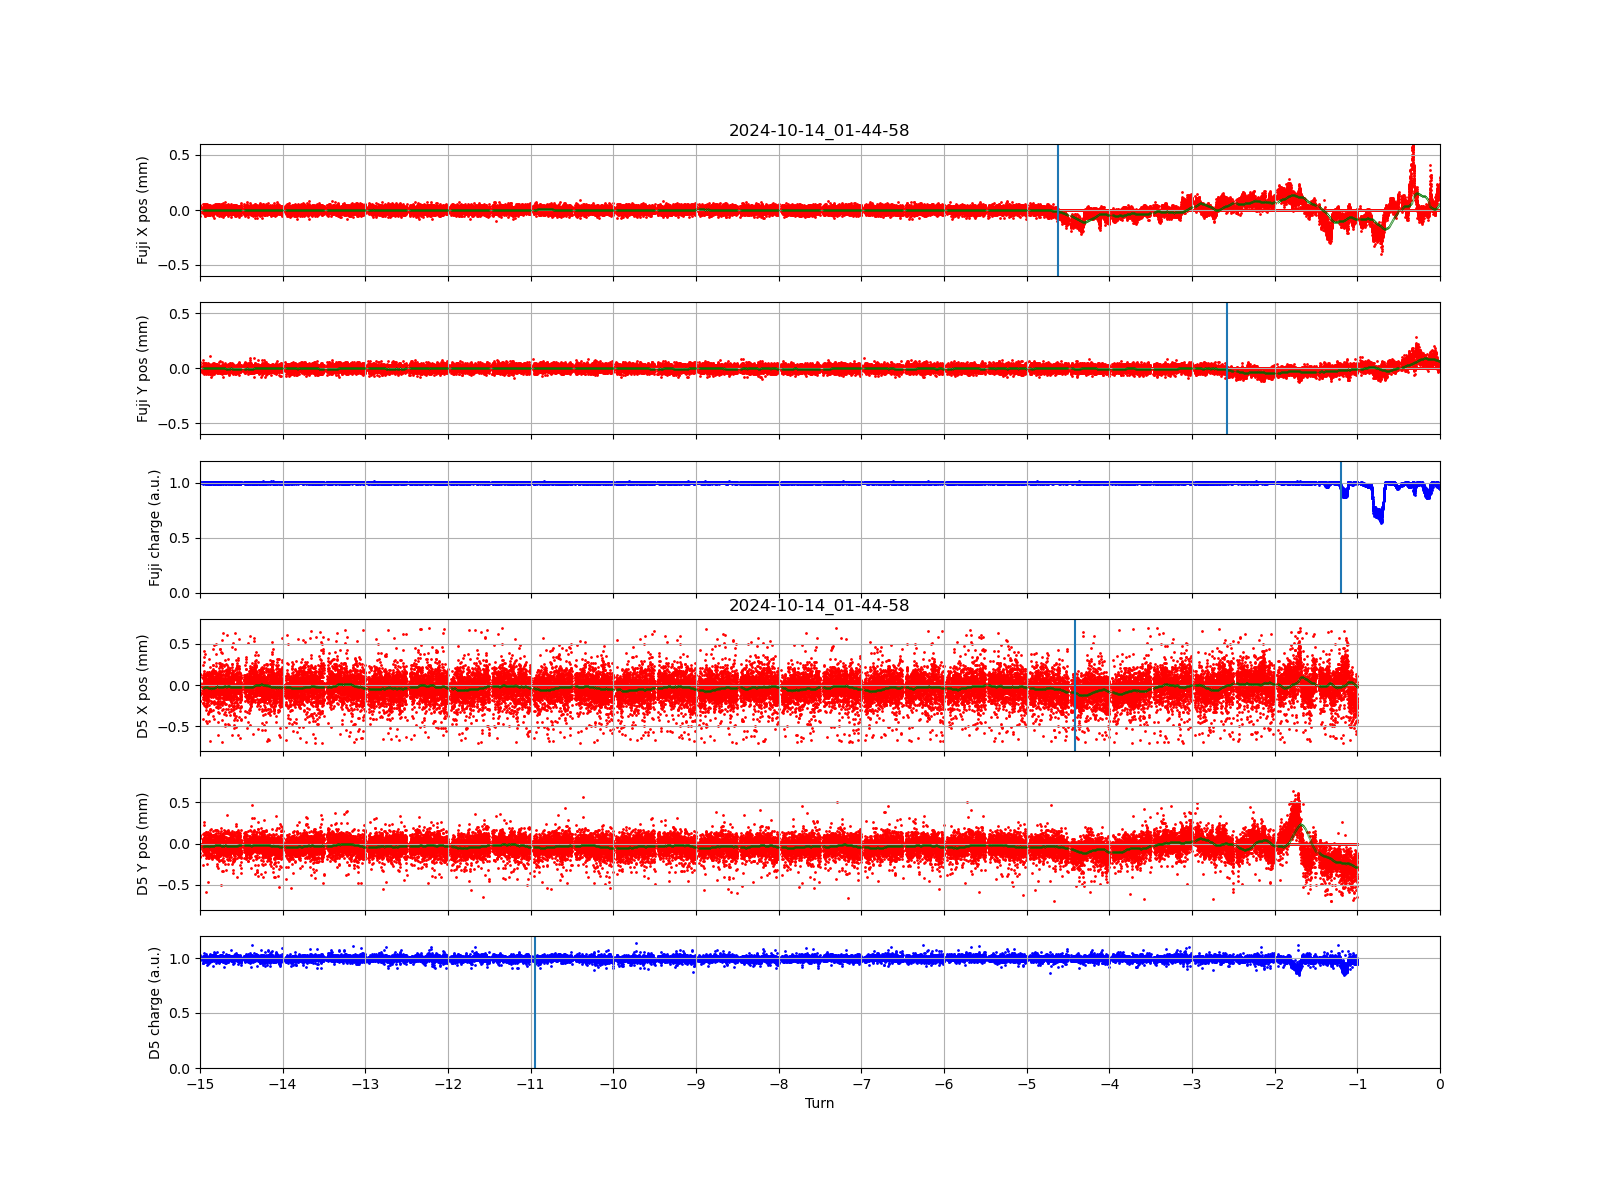 2024-10-14_01-44-58
Fuji X pos (mm)
0.5
0.0
−0.5
Fuji Y pos (mm)
0.5
0.0
−0.5
Fuji charge (a.u.)
1.0
0.5
0.0
2024-10-14_01-44-58
D5 X pos (mm)
0.5
0.0
−0.5
D5 Y pos (mm)
0.5
0.0
−0.5
D5 charge (a.u.)
1.0
0.5
0.0
−15 −14 −13 −12 −11 −10 −9 −8 −7 −6 −5 −4 −3 −2 −1 0
Turn